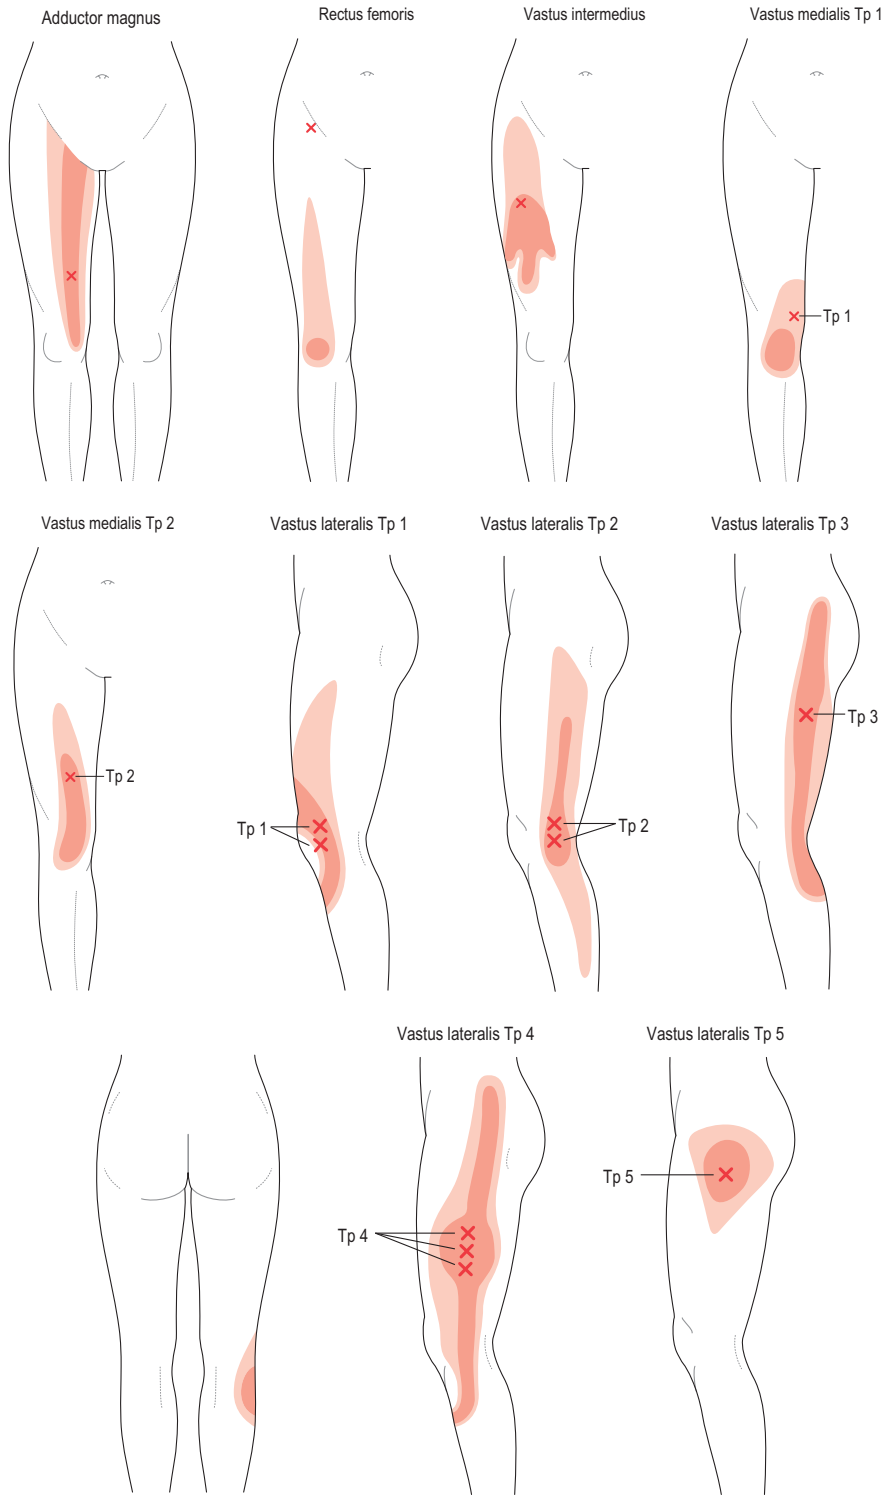 Adductor magnus
Rectus femoris
Vastus intermedius
Vastus medialis Tp 1
Tp 1
Vastus medialis Tp 2
Vastus lateralis Tp 1
Vastus lateralis Tp 2
Vastus lateralis Tp 3
Tp 2
Tp 1
Tp 2
Tp 3
Vastus lateralis Tp 4
Vastus lateralis Tp 5
Tp 4
Tp 5